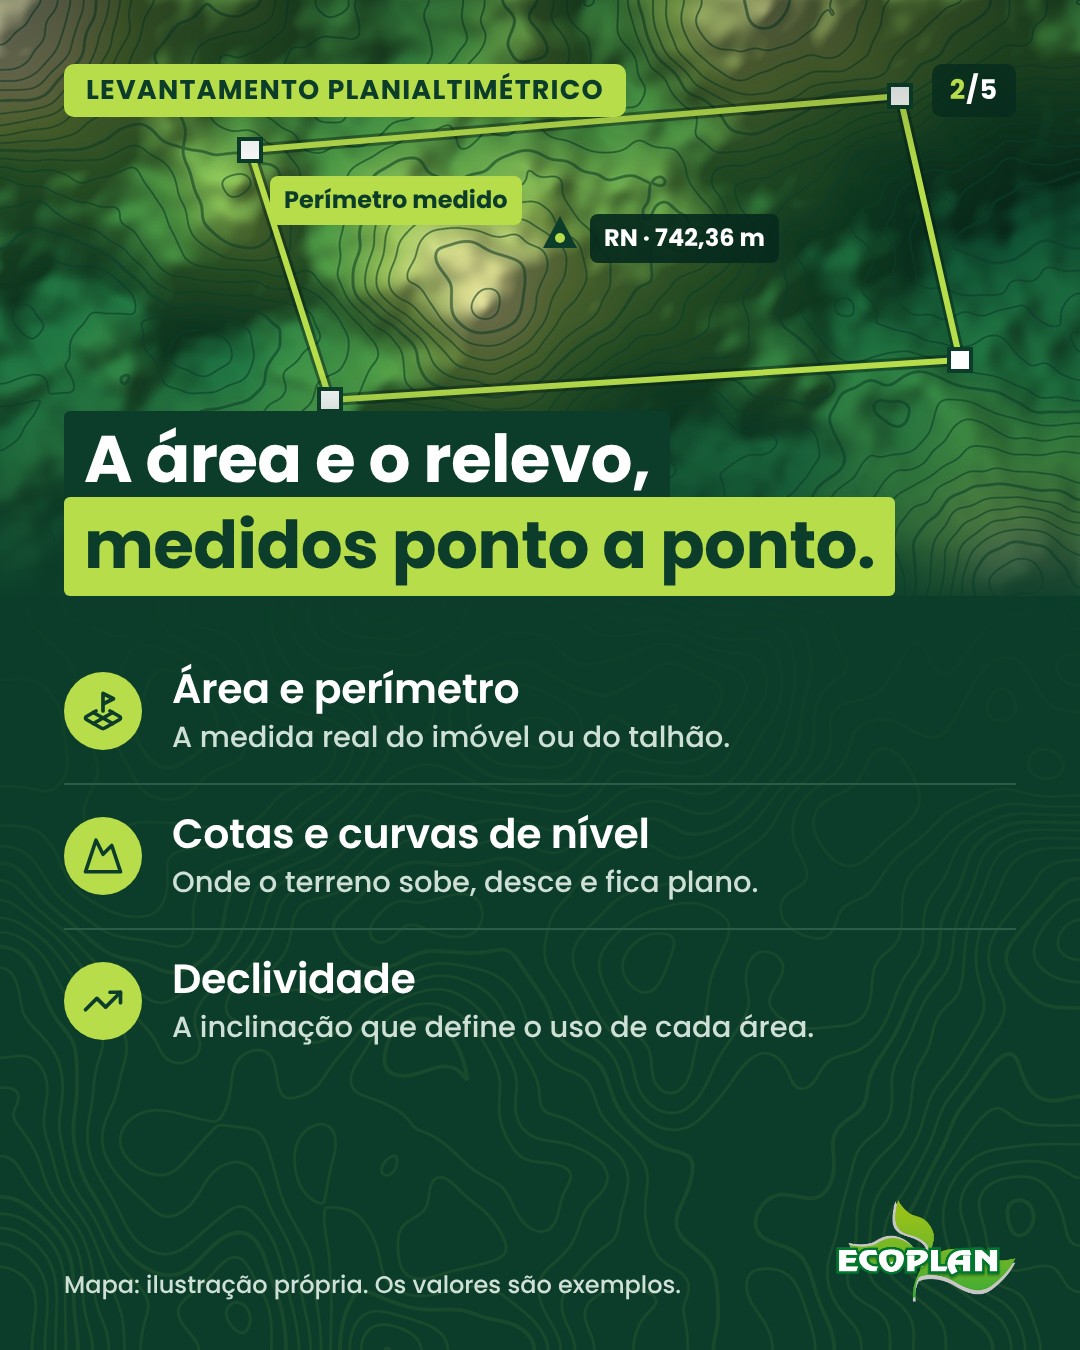 LEVANTAMENTO PLANIALTIMÉTRICO
2/5
Perímetro medido
RN · 742,36 m
A área e o relevo,
medidos ponto a ponto.
Área e perímetro
A medida real do imóvel ou do talhão.
Cotas e curvas de nível
Onde o terreno sobe, desce e fica plano.
Declividade
A inclinação que define o uso de cada área.
Mapa: ilustração própria. Os valores são exemplos.
ECOPLAN